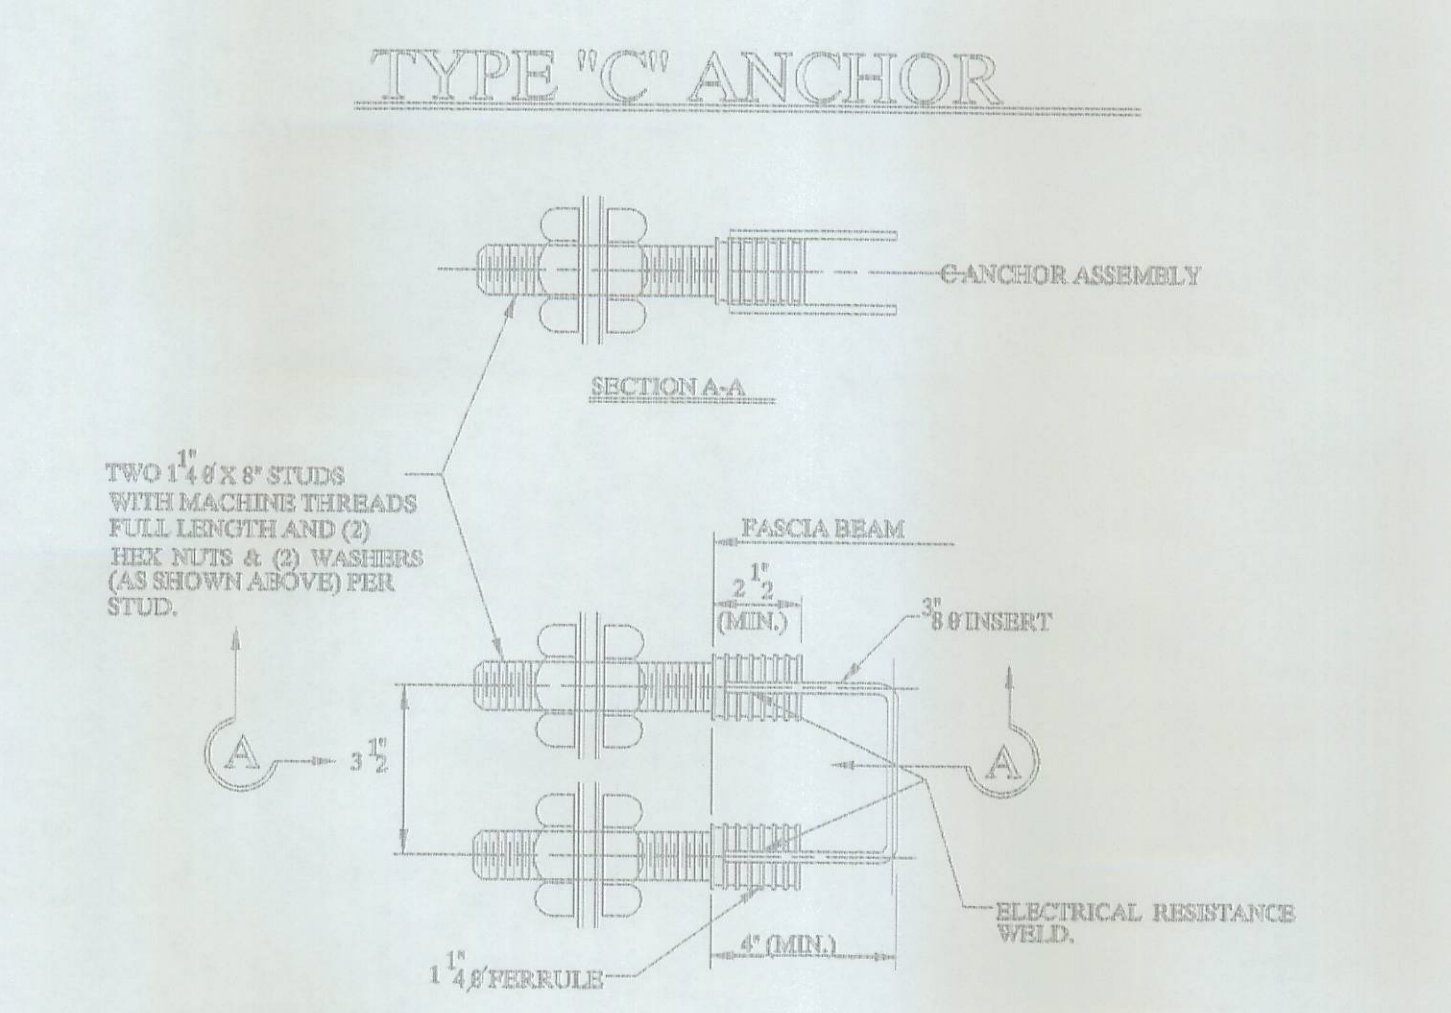 TYPE "C" ANCHOR
℄ ANCHOR ASSEMBLY
SECTION A-A
TWO 1 1/4" Ø X 8" STUDS
WITH MACHINE THREADS
FULL LENGTH AND (2)
HEX NUTS & (2) WASHERS
(AS SHOWN ABOVE) PER
STUD.
FASCIA BEAM
2 1/2"
(MIN.)
3/8" Ø INSERT
A
3 1/2"
A
ELECTRICAL RESISTANCE
WELD.
4" (MIN.)
1 1/4" Ø FERRULE